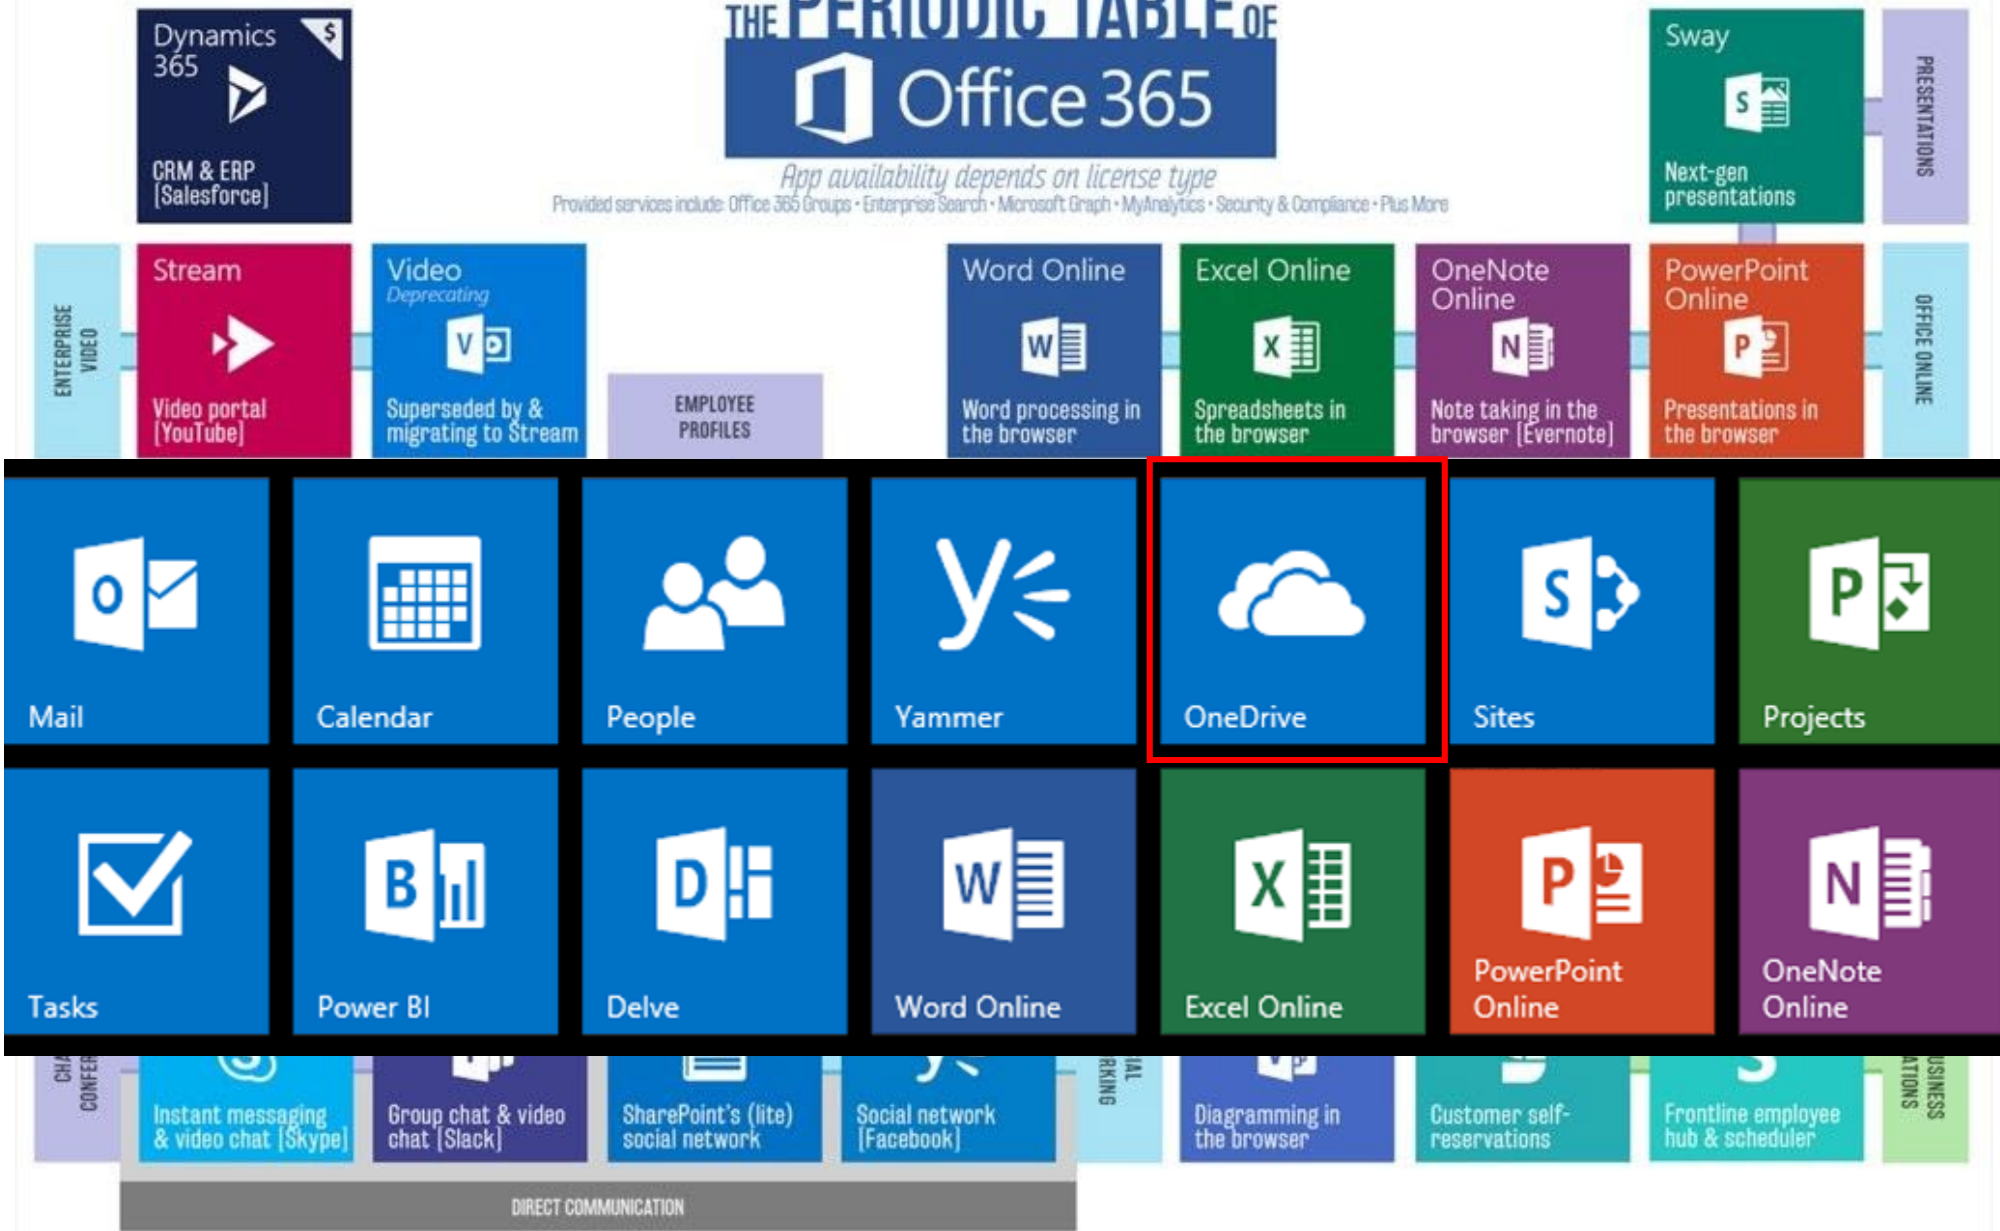 THE PERIODIC TABLE OF
Office 365
App availability depends on license type
Provided services include: Office 365 Groups • Enterprise Search • Microsoft Graph • MyAnalytics • Security & Compliance • Plus More
Dynamics
365
$
CRM & ERP
[Salesforce]
Sway
S
Next-gen
presentations
PRESENTATIONS
ENTERPRISE
VIDEO
Stream
Video portal
[YouTube]
Video
Deprecating
V
Superseded by &
migrating to Stream
EMPLOYEE
PROFILES
Word Online
W
Word processing in
the browser
Excel Online
X
Spreadsheets in
the browser
OneNote
Online
N
Note taking in the
browser [Evernote]
PowerPoint
Online
P
Presentations in
the browser
OFFICE ONLINE
O
Mail
Calendar
People
Yammer
OneDrive
S
Sites
P
Projects
Tasks
B
Power BI
D
Delve
W
Word Online
X
Excel Online
P
PowerPoint
Online
N
OneNote
Online
Instant messaging
& video chat [Skype]
Group chat & video
chat [Slack]
SharePoint's (lite)
social network
Social network
[Facebook]
Diagramming in
the browser
Customer self-
reservations
Frontline employee
hub & scheduler
DIRECT COMMUNICATION